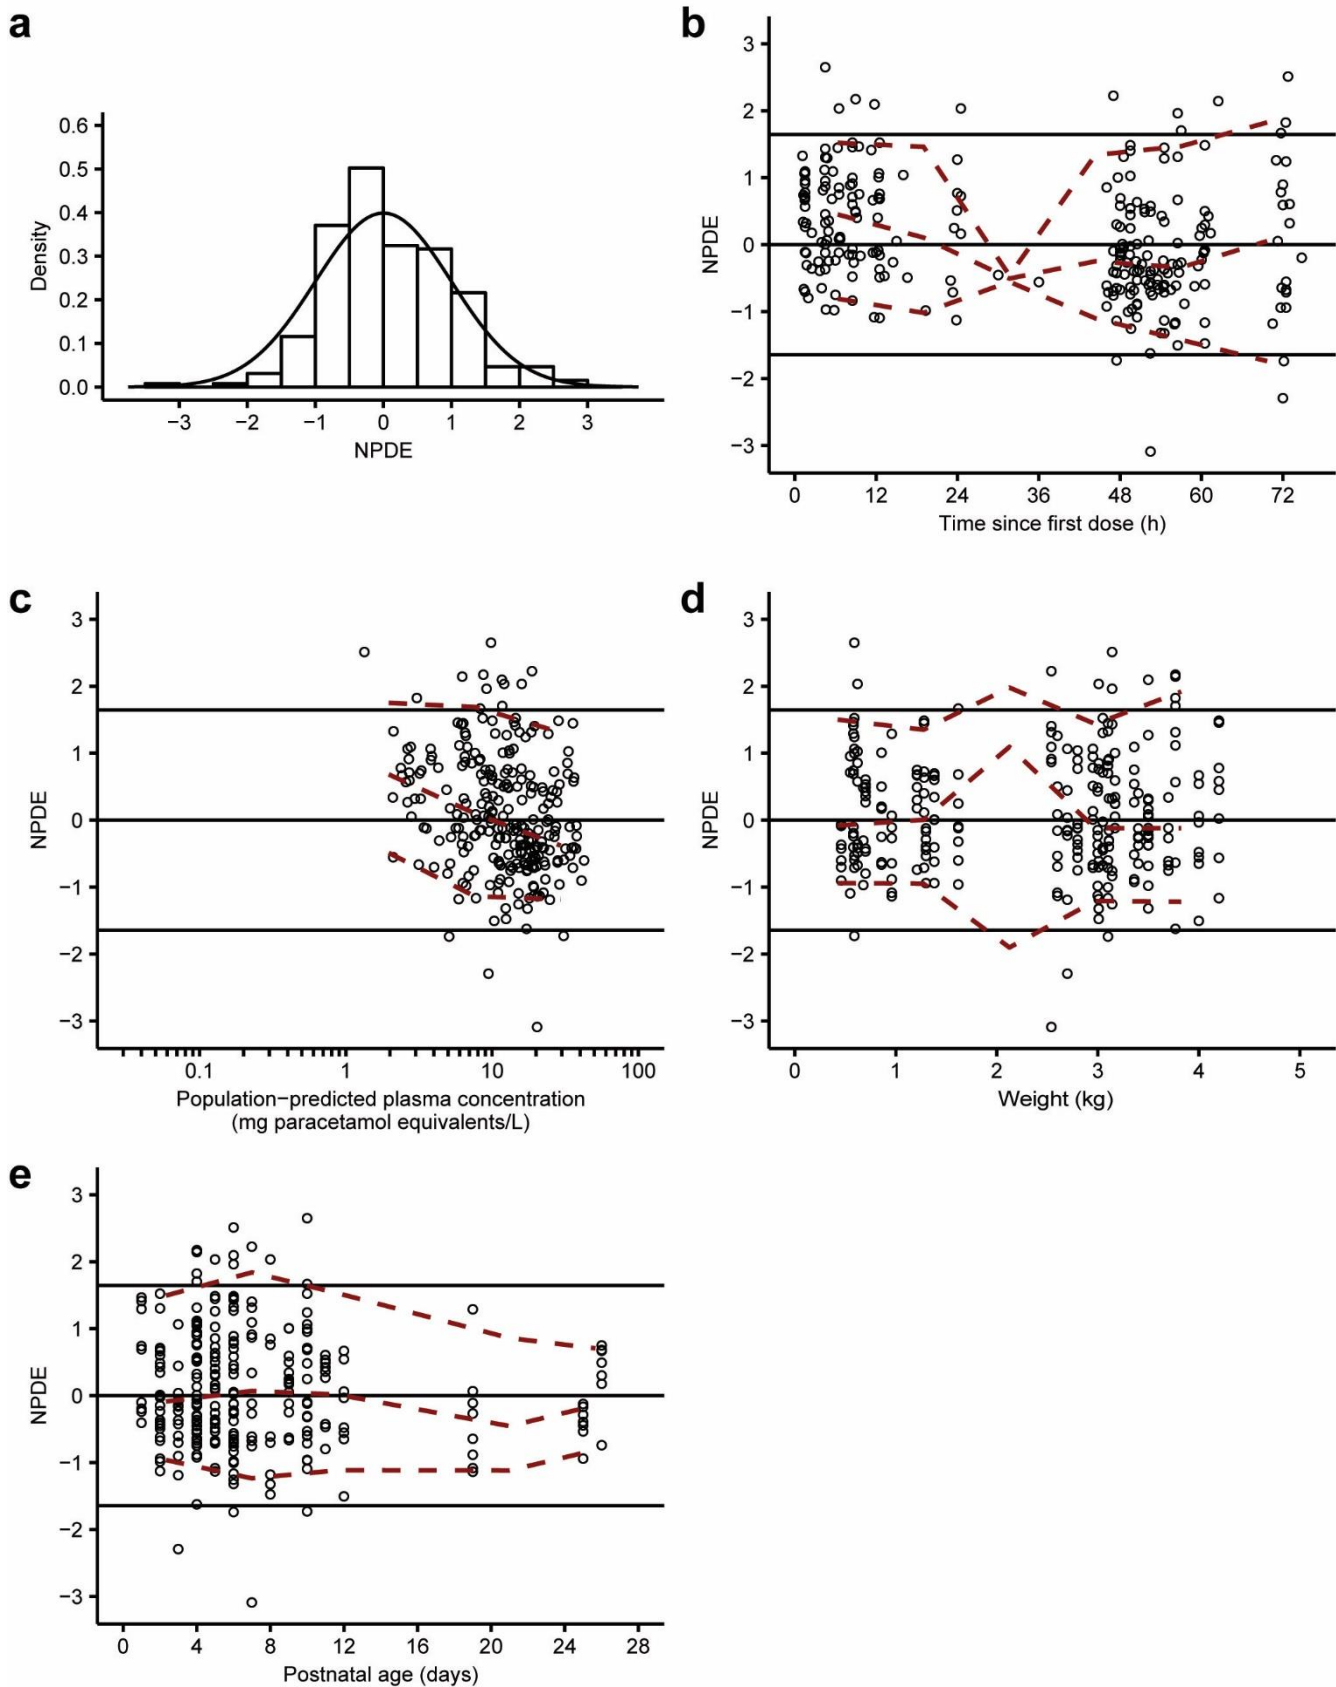 a
0.6
0.5
0.4
0.3
0.2
0.1
0.0
Density
−3 −2 −1 0 1 2 3
NPDE
b
3
2
1
0
−1
−2
−3
NPDE
0 12 24 36 48 60 72
Time since first dose (h)
c
3
2
1
0
−1
−2
−3
NPDE
0.1 1 10 100
Population−predicted plasma concentration
(mg paracetamol equivalents/L)
d
3
2
1
0
−1
−2
−3
NPDE
0 1 2 3 4 5
Weight (kg)
e
3
2
1
0
−1
−2
−3
NPDE
0 4 8 12 16 20 24 28
Postnatal age (days)